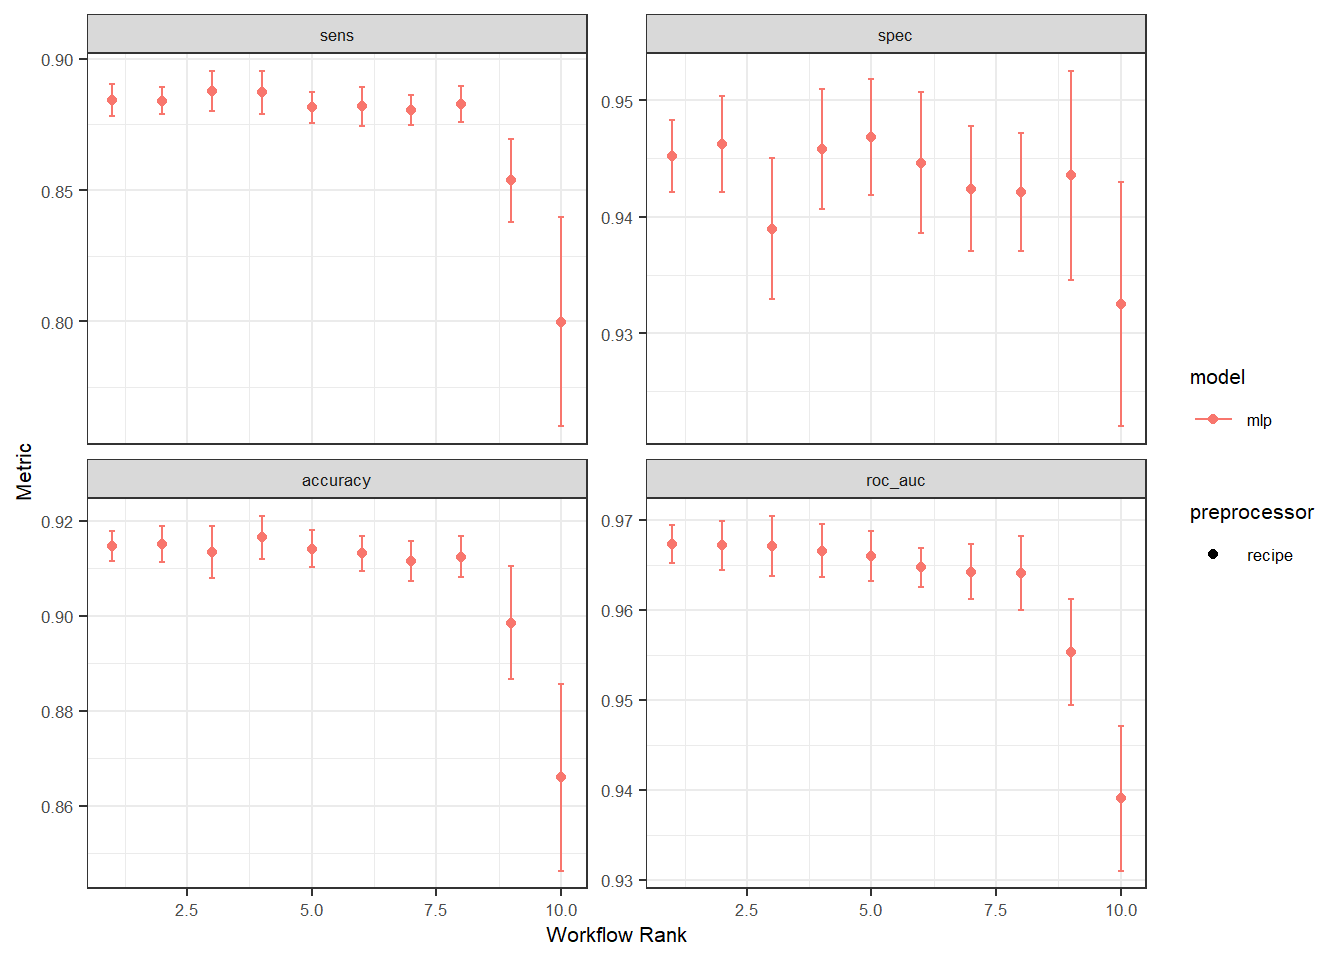 sens
spec
0.90
0.85
0.80
0.95
0.94
0.93
accuracy
roc_auc
0.92
0.90
0.88
0.86
0.97
0.96
0.95
0.94
0.93
2.5
5.0
7.5
10.0
2.5
5.0
7.5
10.0
Workflow Rank
Metric
model
mlp
preprocessor
recipe